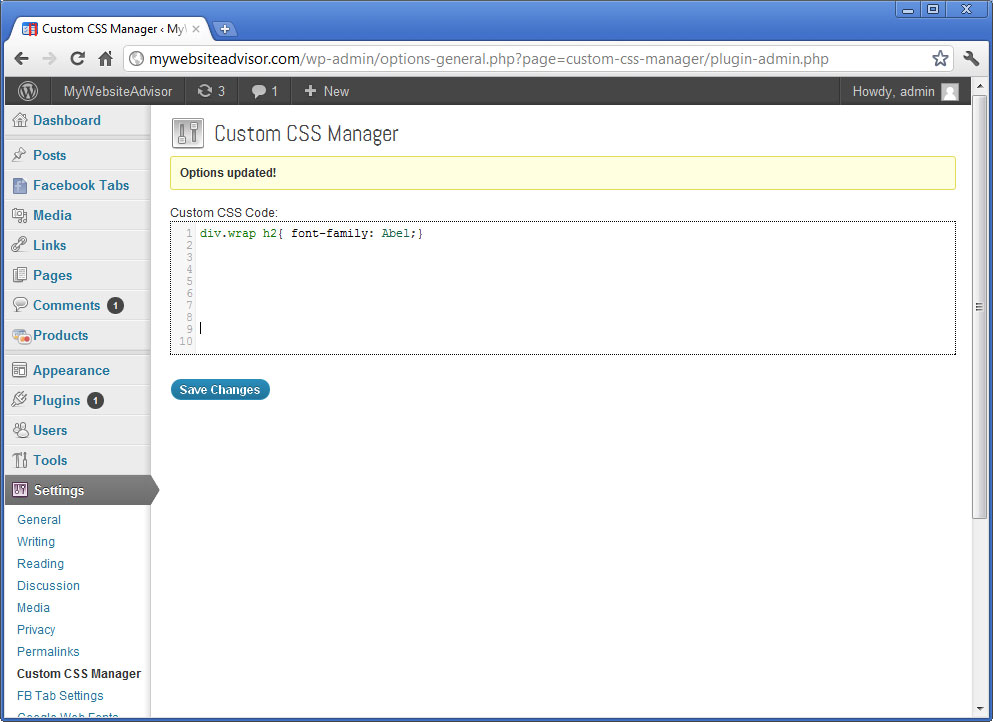 Custom CSS Manager ‹ My
mywebsiteadvisor.com/wp-admin/options-general.php?page=custom-css-manager/plugin-admin.php
MyWebsiteAdvisor 3 1 + New Howdy, admin
Dashboard
Posts
Facebook Tabs
Media
Links
Pages
Comments 1
Products
Appearance
Plugins 1
Users
Tools
Settings
General
Writing
Reading
Discussion
Media
Privacy
Permalinks
Custom CSS Manager
FB Tab Settings
Google Web Fonts
Custom CSS Manager
Options updated!
Custom CSS Code:
1 div.wrap h2{ font-family: Abel;}
2
3
4
5
6
7
8
9
10
Save Changes